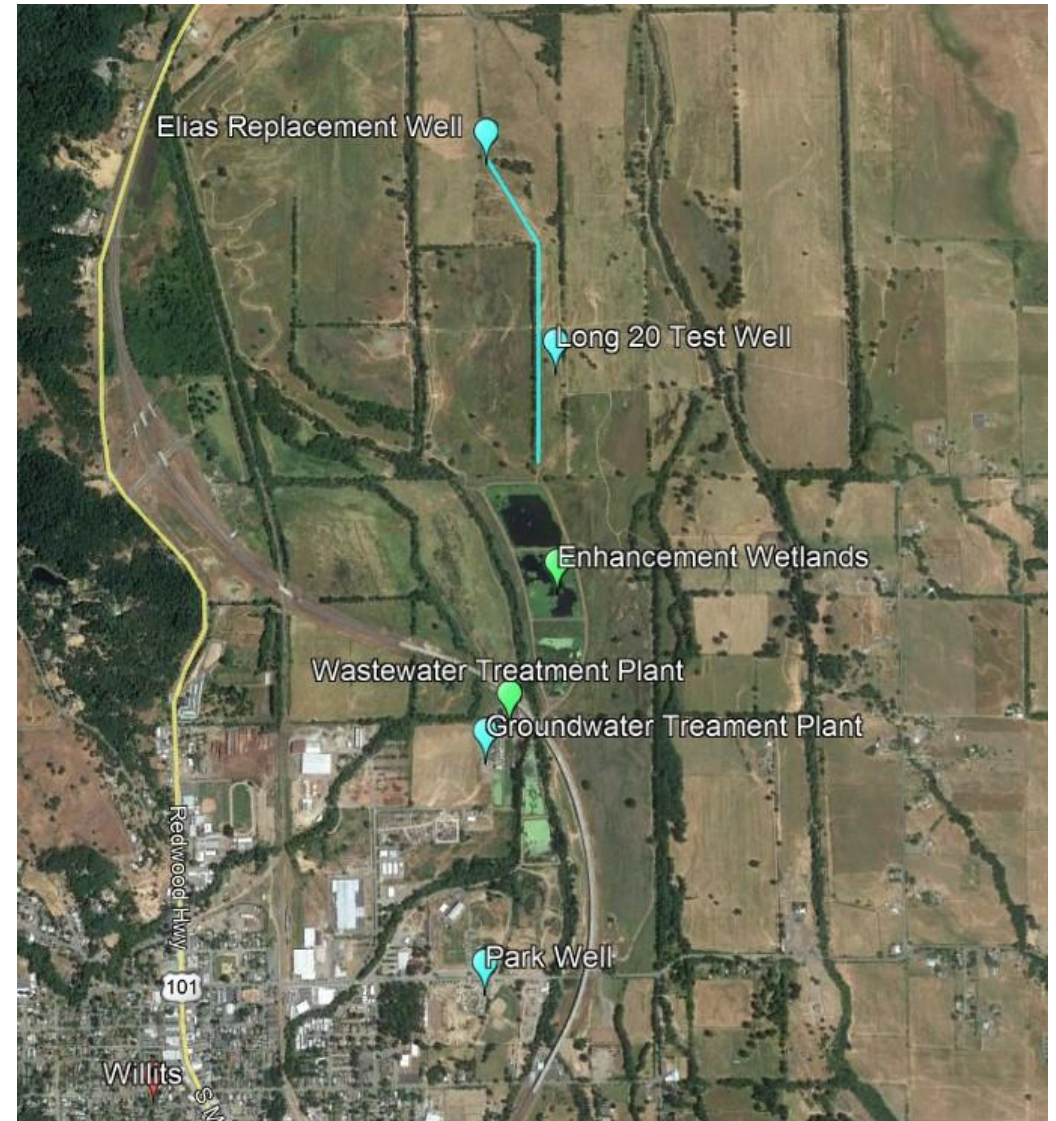 Elias Replacement Well
Long 20 Test Well
Enhancement Wetlands
Wastewater Treatment Plant
Groundwater Treament Plant
Redwood Hwy
Park Well
101
Willits
S M